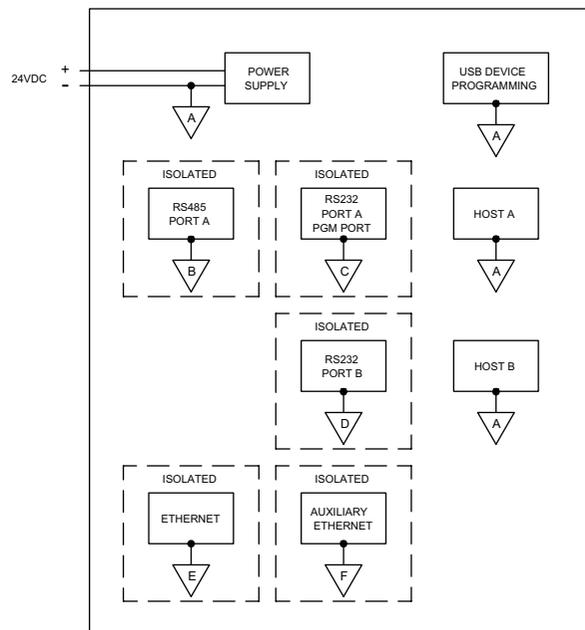 24VDC
+
-
POWER
SUPPLY
A
USB DEVICE
PROGRAMMING
A
ISOLATED
RS485
PORT A
B
ISOLATED
RS232
PORT A
PGM PORT
C
HOST A
A
ISOLATED
RS232
PORT B
D
HOST B
A
ISOLATED
ETHERNET
E
ISOLATED
AUXILIARY
ETHERNET
F